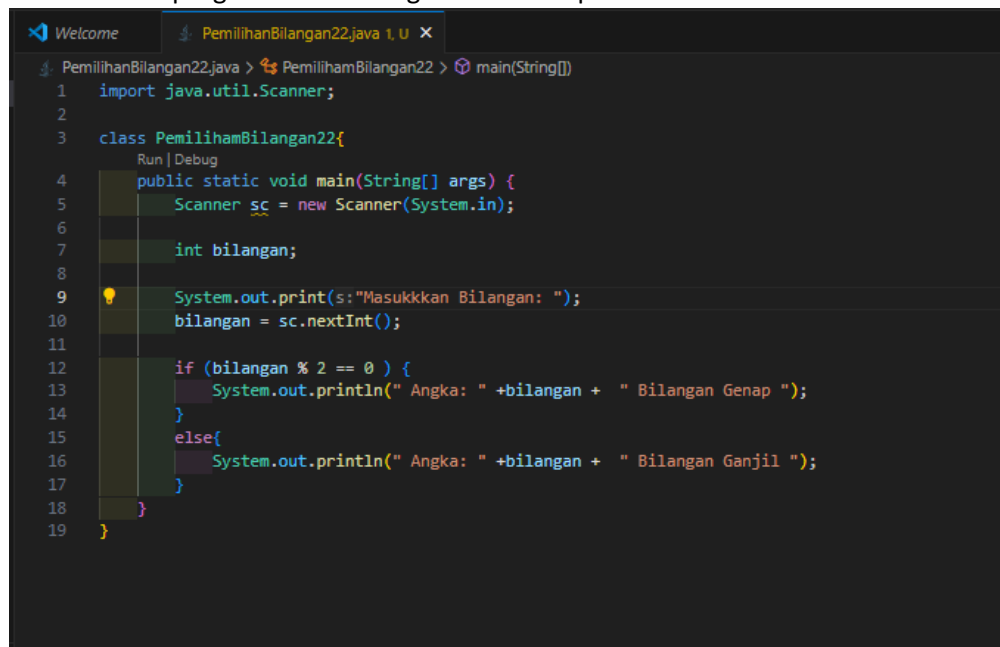 Welcome PemilihanBilangan22.java 1, U X
PemilihanBilangan22.java > PemilihamBilangan22 > main(String[])
1 import java.util.Scanner;
2
3 class PemilihamBilangan22{
Run | Debug
4 public static void main(String[] args) {
5 Scanner sc = new Scanner(System.in);
6
7 int bilangan;
8
9 System.out.print(s:"Masukkkan Bilangan: ");
10 bilangan = sc.nextInt();
11
12 if (bilangan % 2 == 0 ) {
13 System.out.println(" Angka: " +bilangan +  " Bilangan Genap ");
14 }
15 else{
16 System.out.println(" Angka: " +bilangan +  " Bilangan Ganjil ");
17 }
18 }
19 }